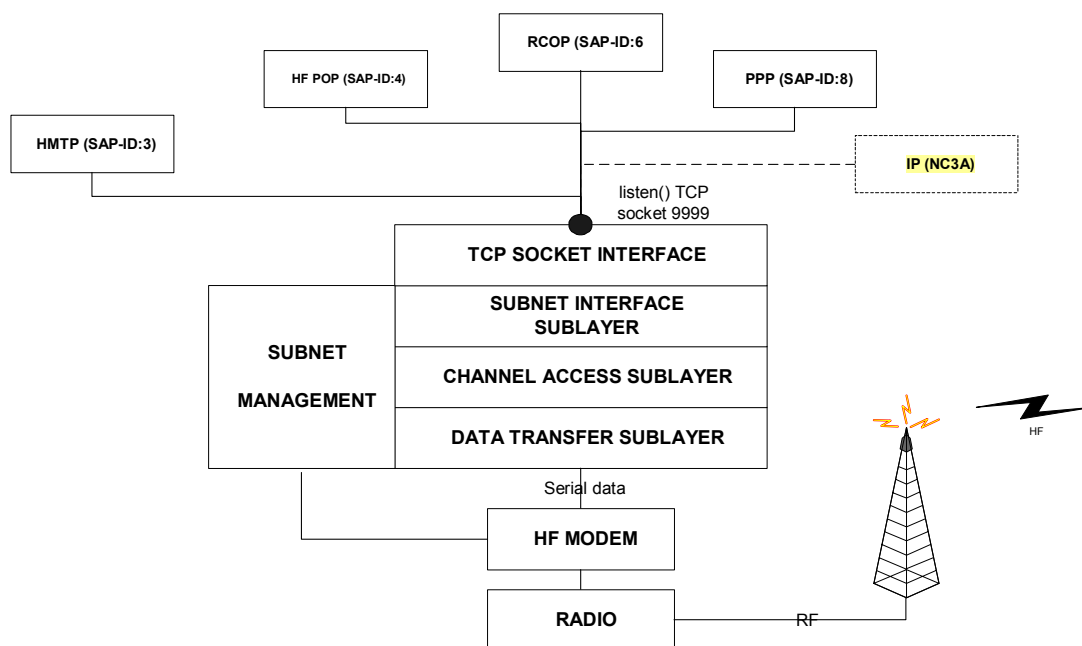 RCOP (SAP-ID:6
HF POP (SAP-ID:4)
PPP (SAP-ID:8)
HMTP (SAP-ID:3)
IP (NC3A)
listen() TCP
socket 9999
TCP SOCKET INTERFACE
SUBNET INTERFACE
SUBLAYER
SUBNET
MANAGEMENT
CHANNEL ACCESS SUBLAYER
DATA TRANSFER SUBLAYER
HF
Serial data
HF MODEM
RADIO
RF